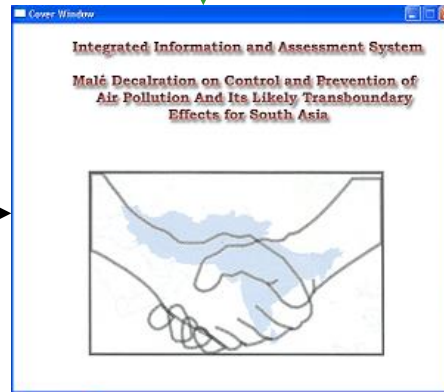 Cover Window
Integrated Information and Assessment System
Malé Decalration on Control and Prevention of
Air Pollution And Its Likely Transboundary
Effects for South Asia